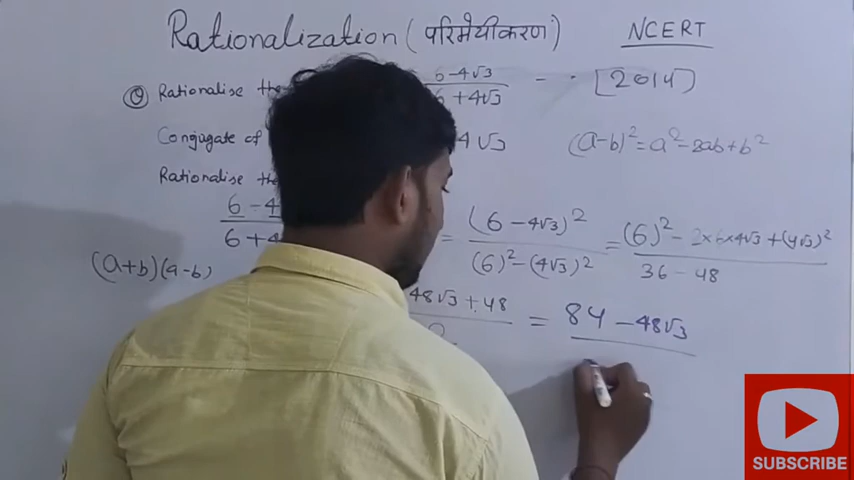 Rationalization (परिमेयीकरण) NCERT
Q Rationalise the 6-4√3 / 6+4√3 - - [2014]
Conjugate of 4√3 (a-b)² = a² - 2ab + b²
Rationalise the
6 - 4
6 + 4 = (6 - 4√3)² / (6)² - (4√3)² = (6)² - 2×6×4√3 + (4√3)² / 36 - 48
(a+b)(a-b)
48√3 + 48 = 84 - 48√3
SUBSCRIBE